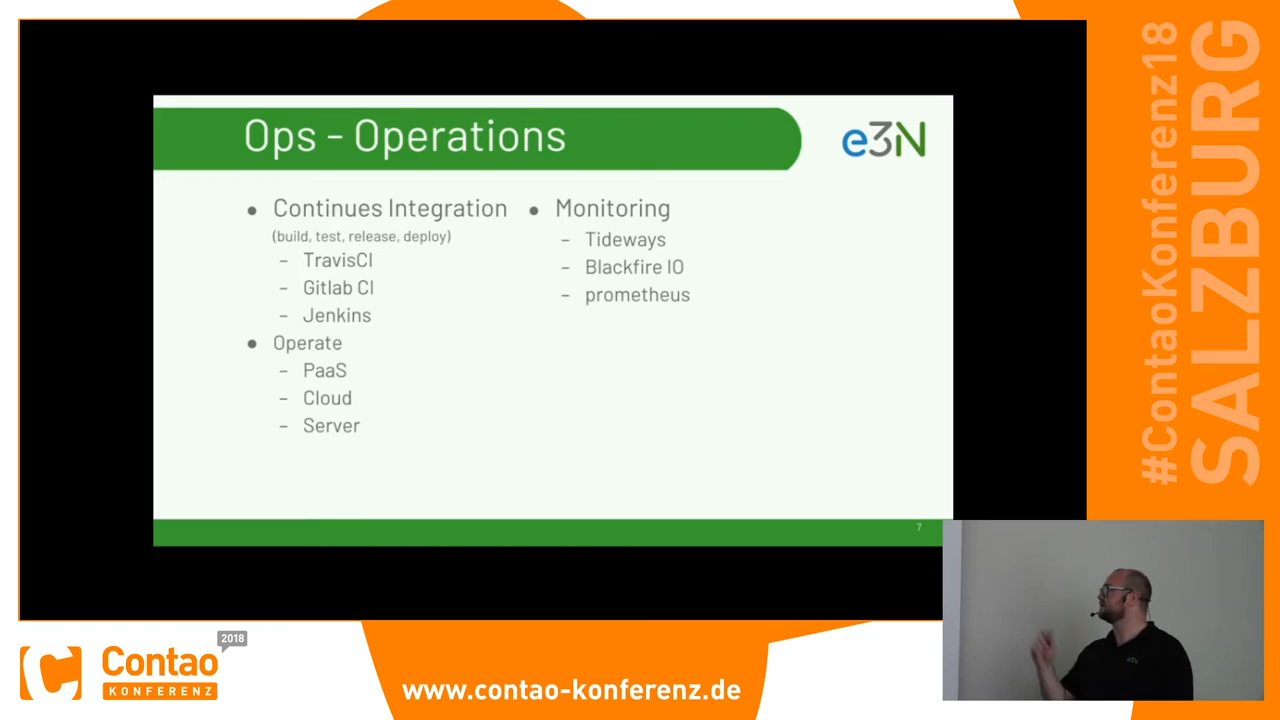 Ops - Operations
e3N
● Continues Integration
(build, test, release, deploy)
– TravisCI
– Gitlab CI
– Jenkins
● Operate
– PaaS
– Cloud
– Server
● Monitoring
– Tideways
– Blackfire IO
– prometheus
7
#ContaoKonferenz18
SALZBURG
2018
Contao
KONFERENZ
www.contao-konferenz.de
e3N